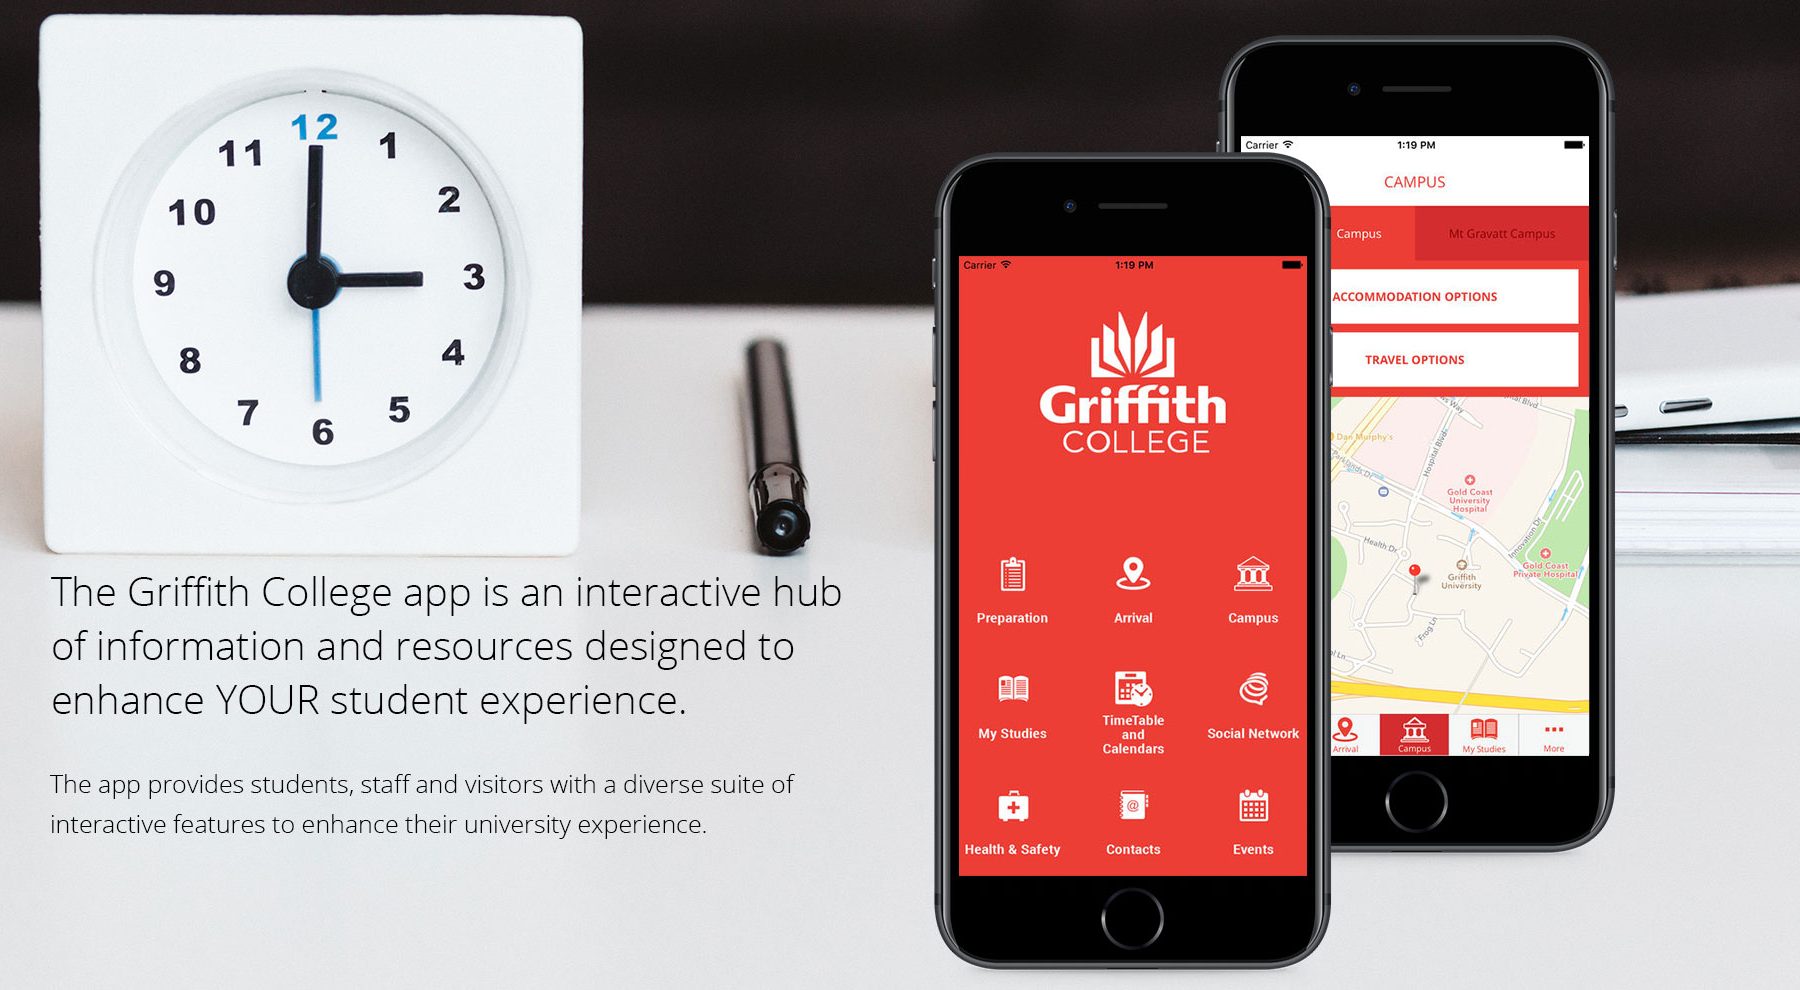 12
1
2
3
4
5
6
7
8
9
10
11
The Griffith College app is an interactive hub
of information and resources designed to
enhance YOUR student experience.
The app provides students, staff and visitors with a diverse suite of
interactive features to enhance their university experience.
Carrier 1:19 PM
Griffith
COLLEGE
Preparation Arrival Campus
My Studies TimeTable and Calendars Social Network
Health & Safety Contacts Events
Carrier 1:19 PM
CAMPUS
Campus Mt Gravatt Campus
ACCOMMODATION OPTIONS
TRAVEL OPTIONS
Dan Murphy's
Parklands Dr
Hospital Blvd
Gold Coast
University
Hospital
Innovation Dr
Health Dr
Gold Coast
Private Hospital
Griffith
University
Frog Ln
Arrival Campus My Studies More